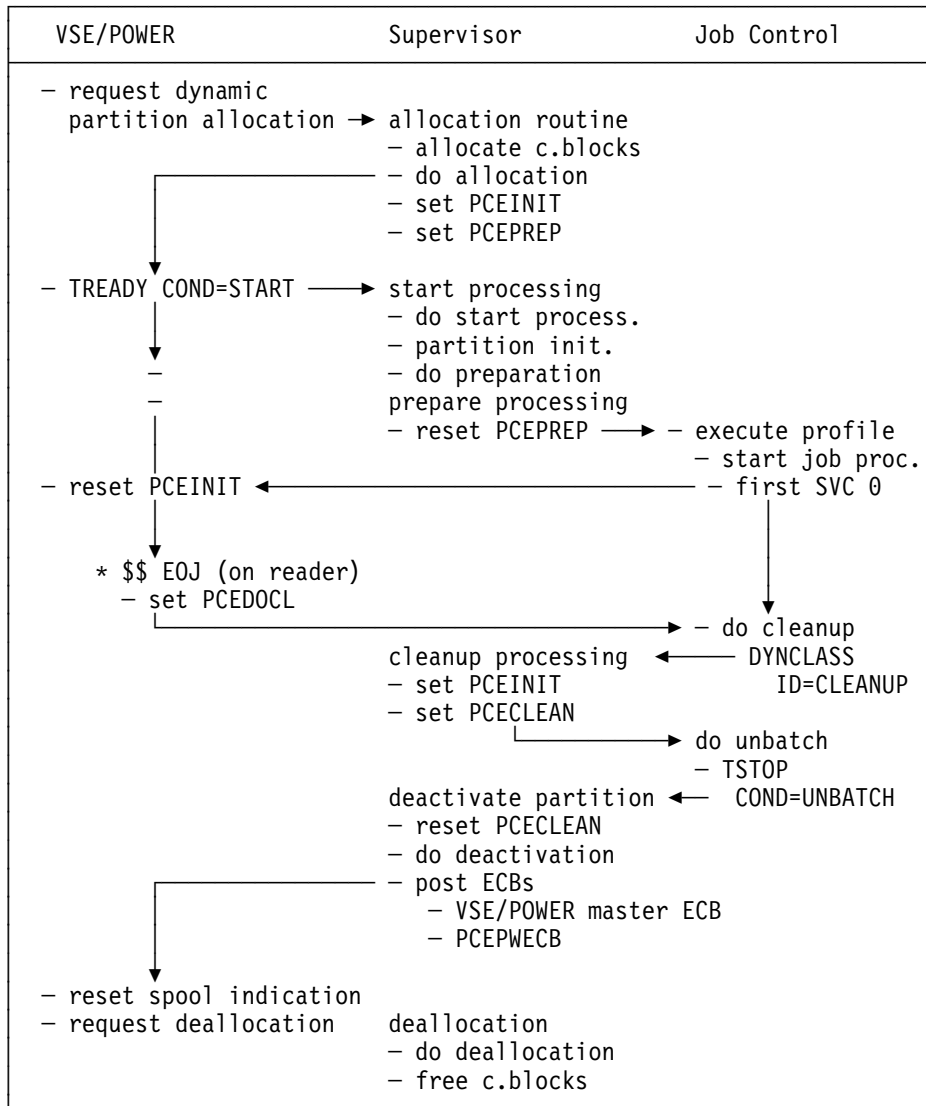 VSE/POWER Supervisor Job Control
– request dynamic
partition allocation → allocation routine
– allocate c.blocks
– do allocation
– set PCEINIT
– set PCEPREP
– TREADY COND=START → start processing
– do start process.
– partition init.
– – do preparation
– prepare processing
– reset PCEPREP → – execute profile
– start job proc.
– reset PCEINIT ← – first SVC 0
* $$ EOJ (on reader)
– set PCEDOCL
– do cleanup
cleanup processing ← DYNCLASS
– set PCEINIT ID=CLEANUP
– set PCECLEAN
do unbatch
– TSTOP
deactivate partition ← COND=UNBATCH
– reset PCECLEAN
– do deactivation
– post ECBs
– VSE/POWER master ECB
– PCEPWECB
– reset spool indication
– request deallocation deallocation
– do deallocation
– free c.blocks